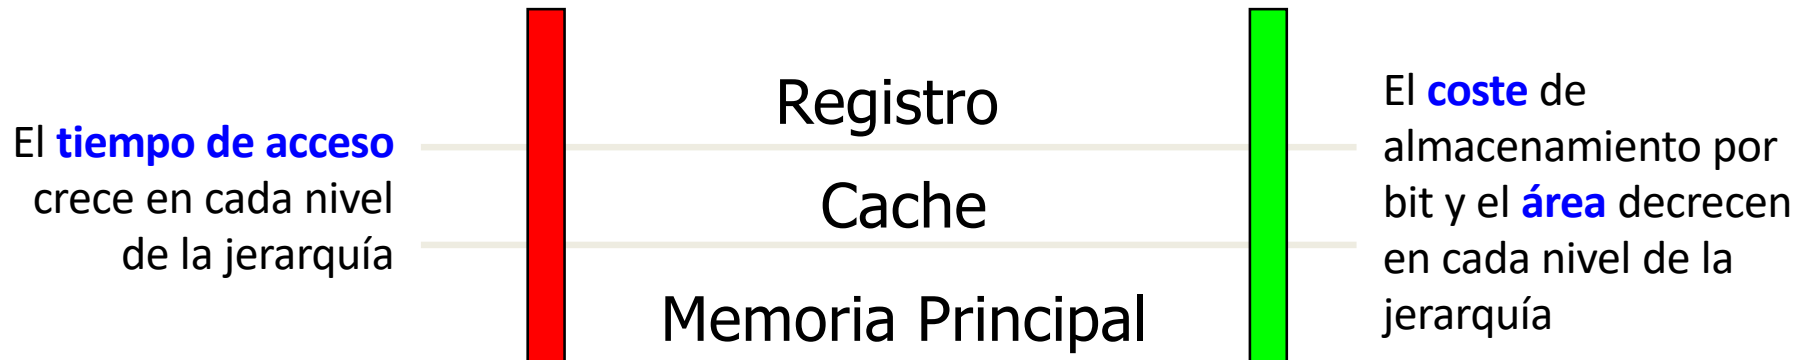 El tiempo de acceso
crece en cada nivel
de la jerarquía
Registro
Cache
Memoria Principal
El coste de
almacenamiento por
bit y el área decrecen
en cada nivel de la
jerarquía